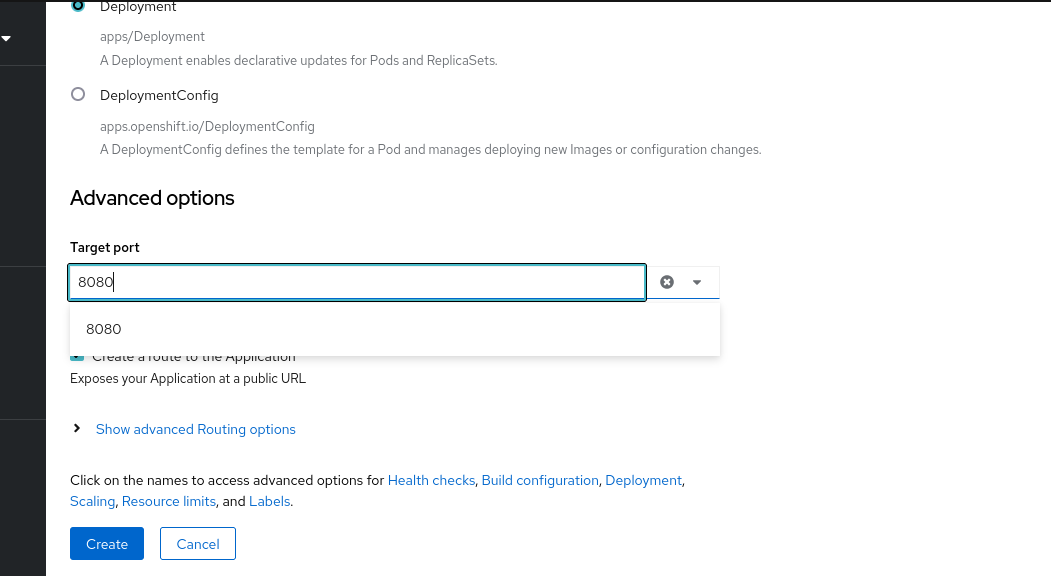 Deployment
apps/Deployment
A Deployment enables declarative updates for Pods and ReplicaSets.
DeploymentConfig
apps.openshift.io/DeploymentConfig
A DeploymentConfig defines the template for a Pod and manages deploying new Images or configuration changes.
Advanced options
Target port
8080
8080
Create a route to the Application
Exposes your Application at a public URL
Show advanced Routing options
Click on the names to access advanced options for Health checks, Build configuration, Deployment,
Scaling, Resource limits, and Labels.
Create Cancel